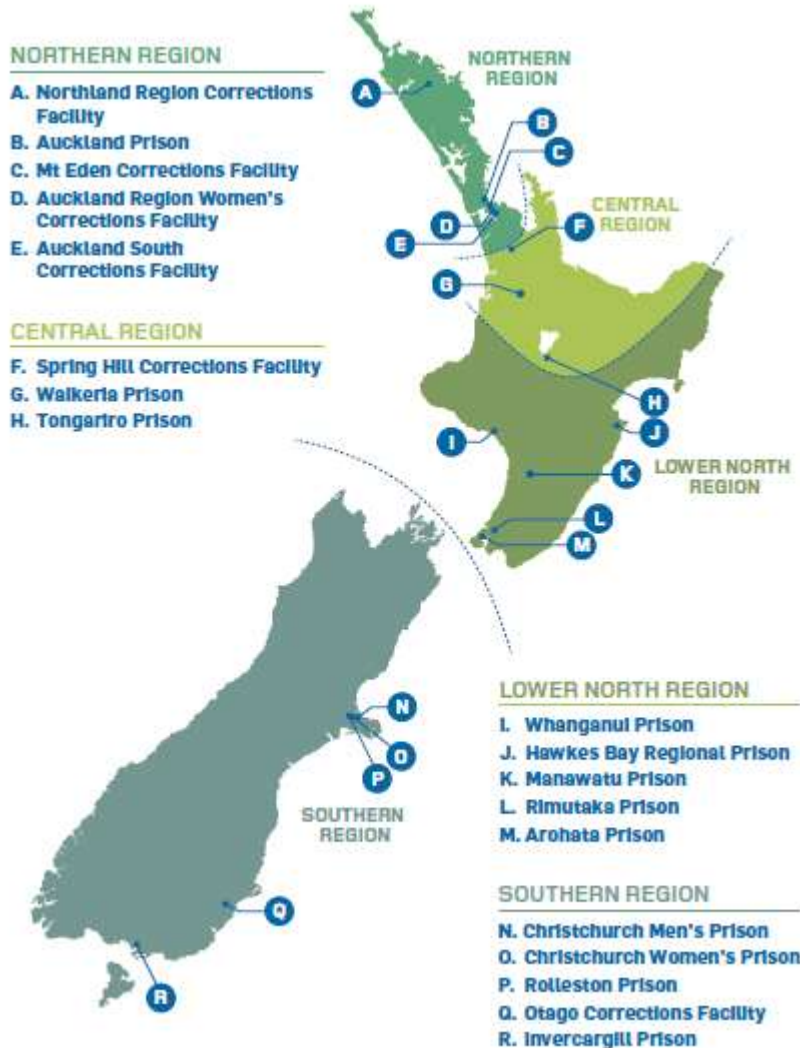 NORTHERN REGION
A. Northland Region Corrections
Facility
B. Auckland Prison
C. Mt Eden Corrections Facility
D. Auckland Region Women's
Corrections Facility
E. Auckland South
Corrections Facility
CENTRAL REGION
F. Spring Hill Corrections Facility
G. Waikeria Prison
H. Tongariro Prison
NORTHERN
REGION
A
B
C
CENTRAL
REGION
D
F
E
G
H
I
J
K
LOWER NORTH
REGION
L
M
N
O
P
SOUTHERN
REGION
Q
R
LOWER NORTH REGION
I. Whanganui Prison
J. Hawkes Bay Regional Prison
K. Manawatu Prison
L. Rimutaka Prison
M. Arohata Prison
SOUTHERN REGION
N. Christchurch Men's Prison
O. Christchurch Women's Prison
P. Rolleston Prison
Q. Otago Corrections Facility
R. Invercargill Prison